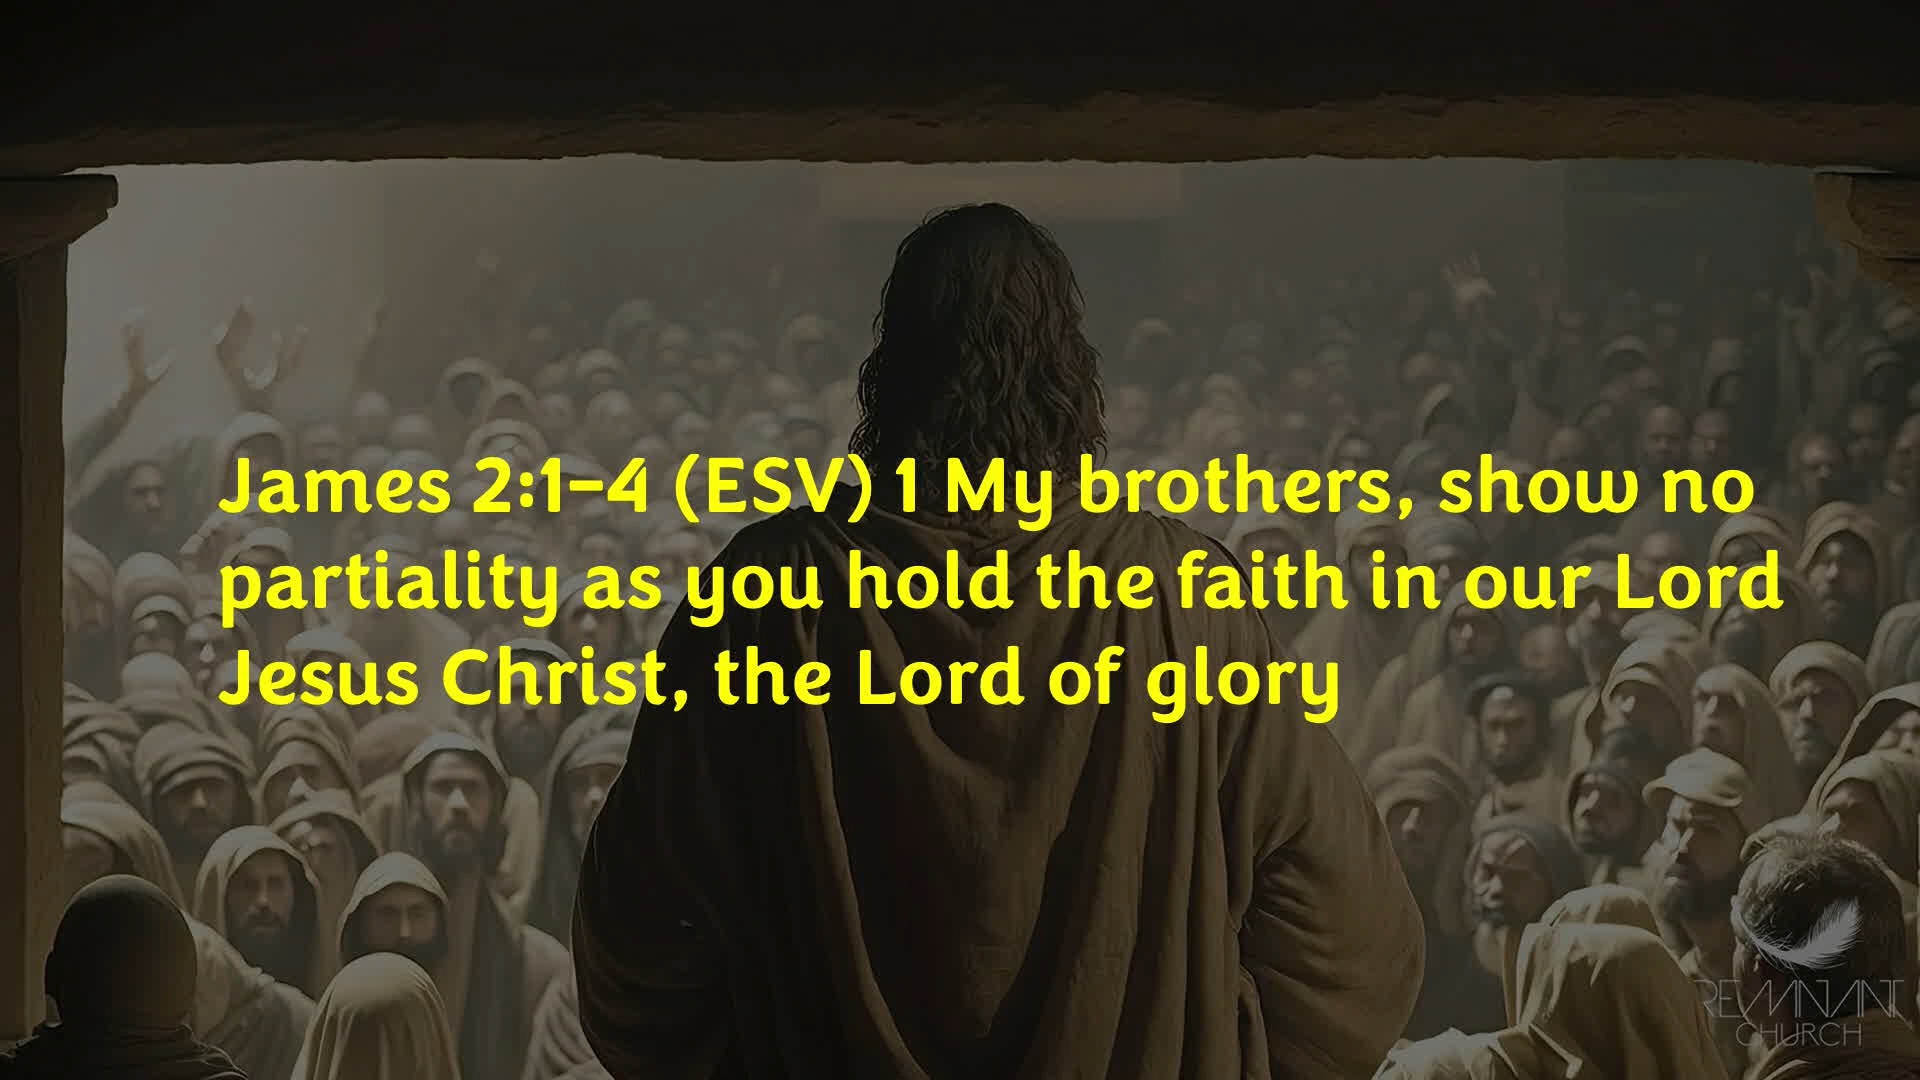 James 2:1-4 (ESV) 1 My brothers, show no
partiality as you hold the faith in our Lord
Jesus Christ, the Lord of glory
REMNANT
CHURCH